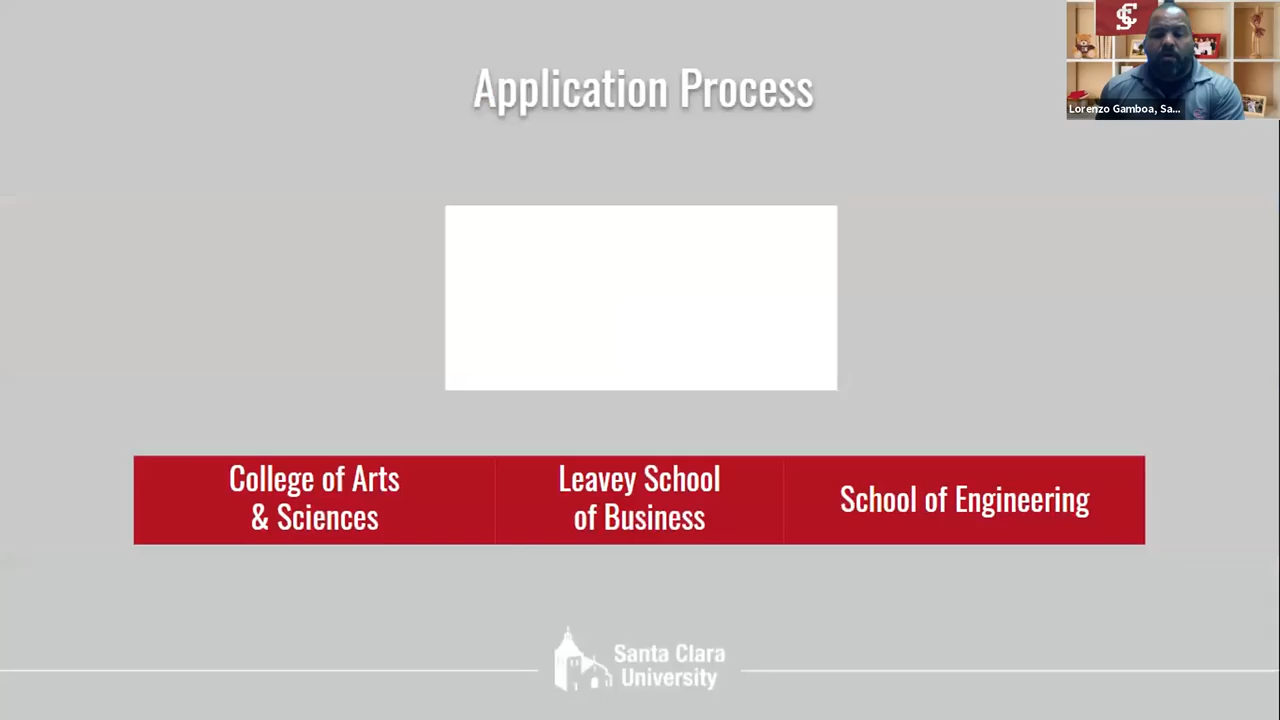 Application Process
Lorenzo Gamboa, Sa...
College of Arts
& Sciences
Leavey School
of Business
School of Engineering
Santa Clara
University